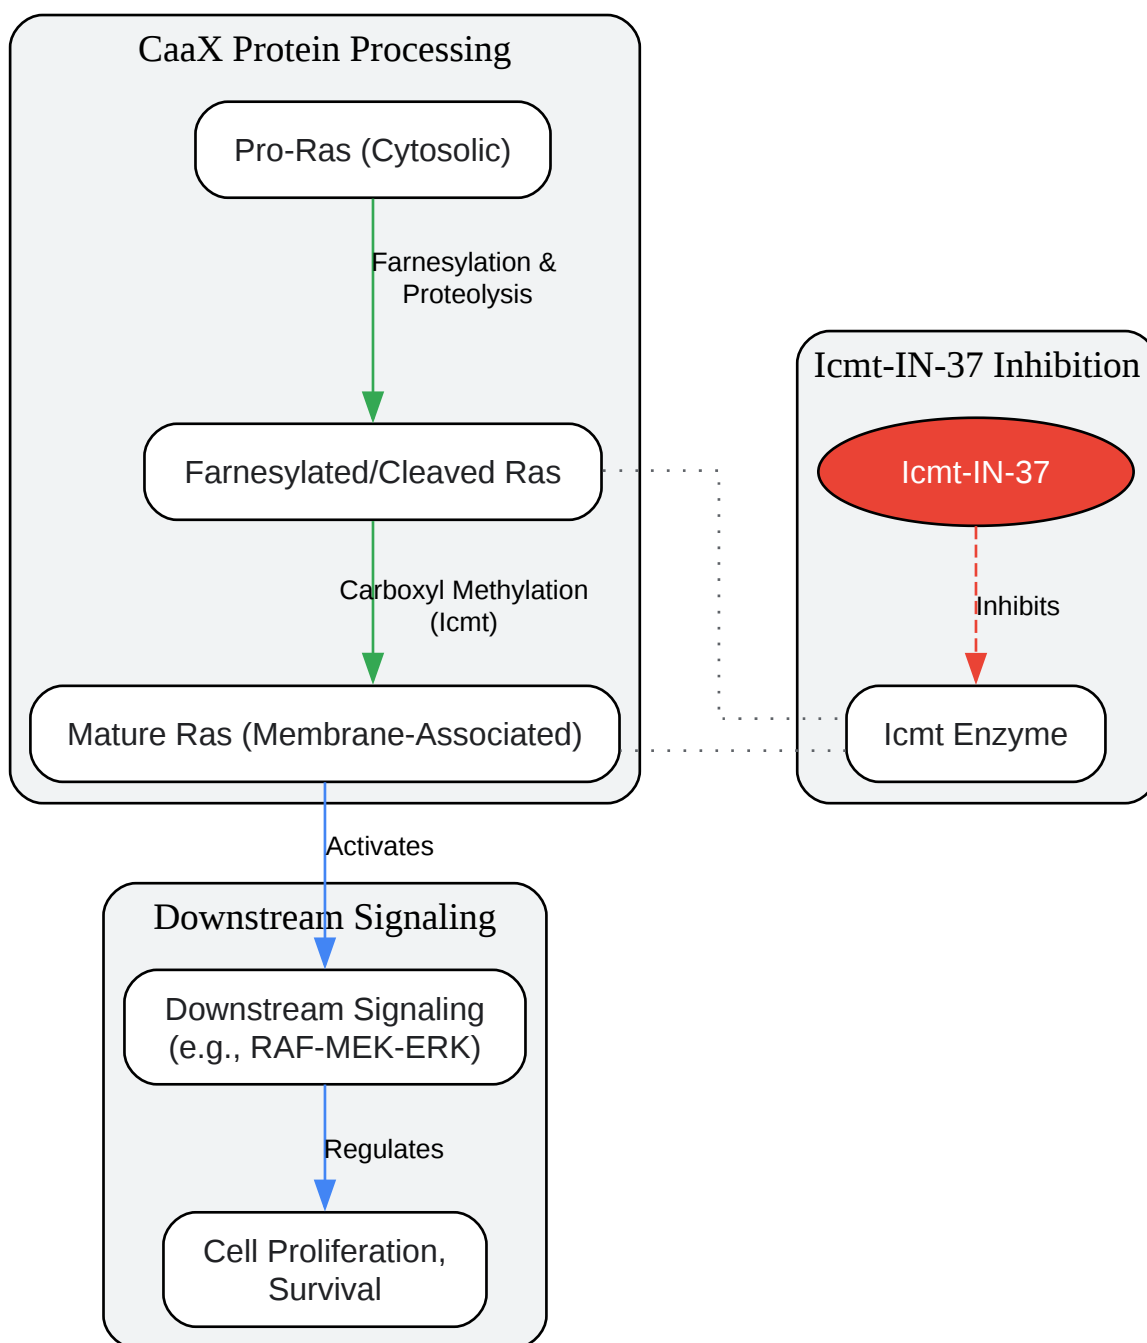 CaaX Protein Processing
Pro-Ras (Cytosolic)
Farnesylation &
Proteolysis
Farnesylated/Cleaved Ras
Carboxyl Methylation
(Icmt)
Mature Ras (Membrane-Associated)
Icmt-IN-37 Inhibition
Icmt-IN-37
Inhibits
Icmt Enzyme
Activates
Downstream Signaling
Downstream Signaling
(e.g., RAF-MEK-ERK)
Regulates
Cell Proliferation,
Survival